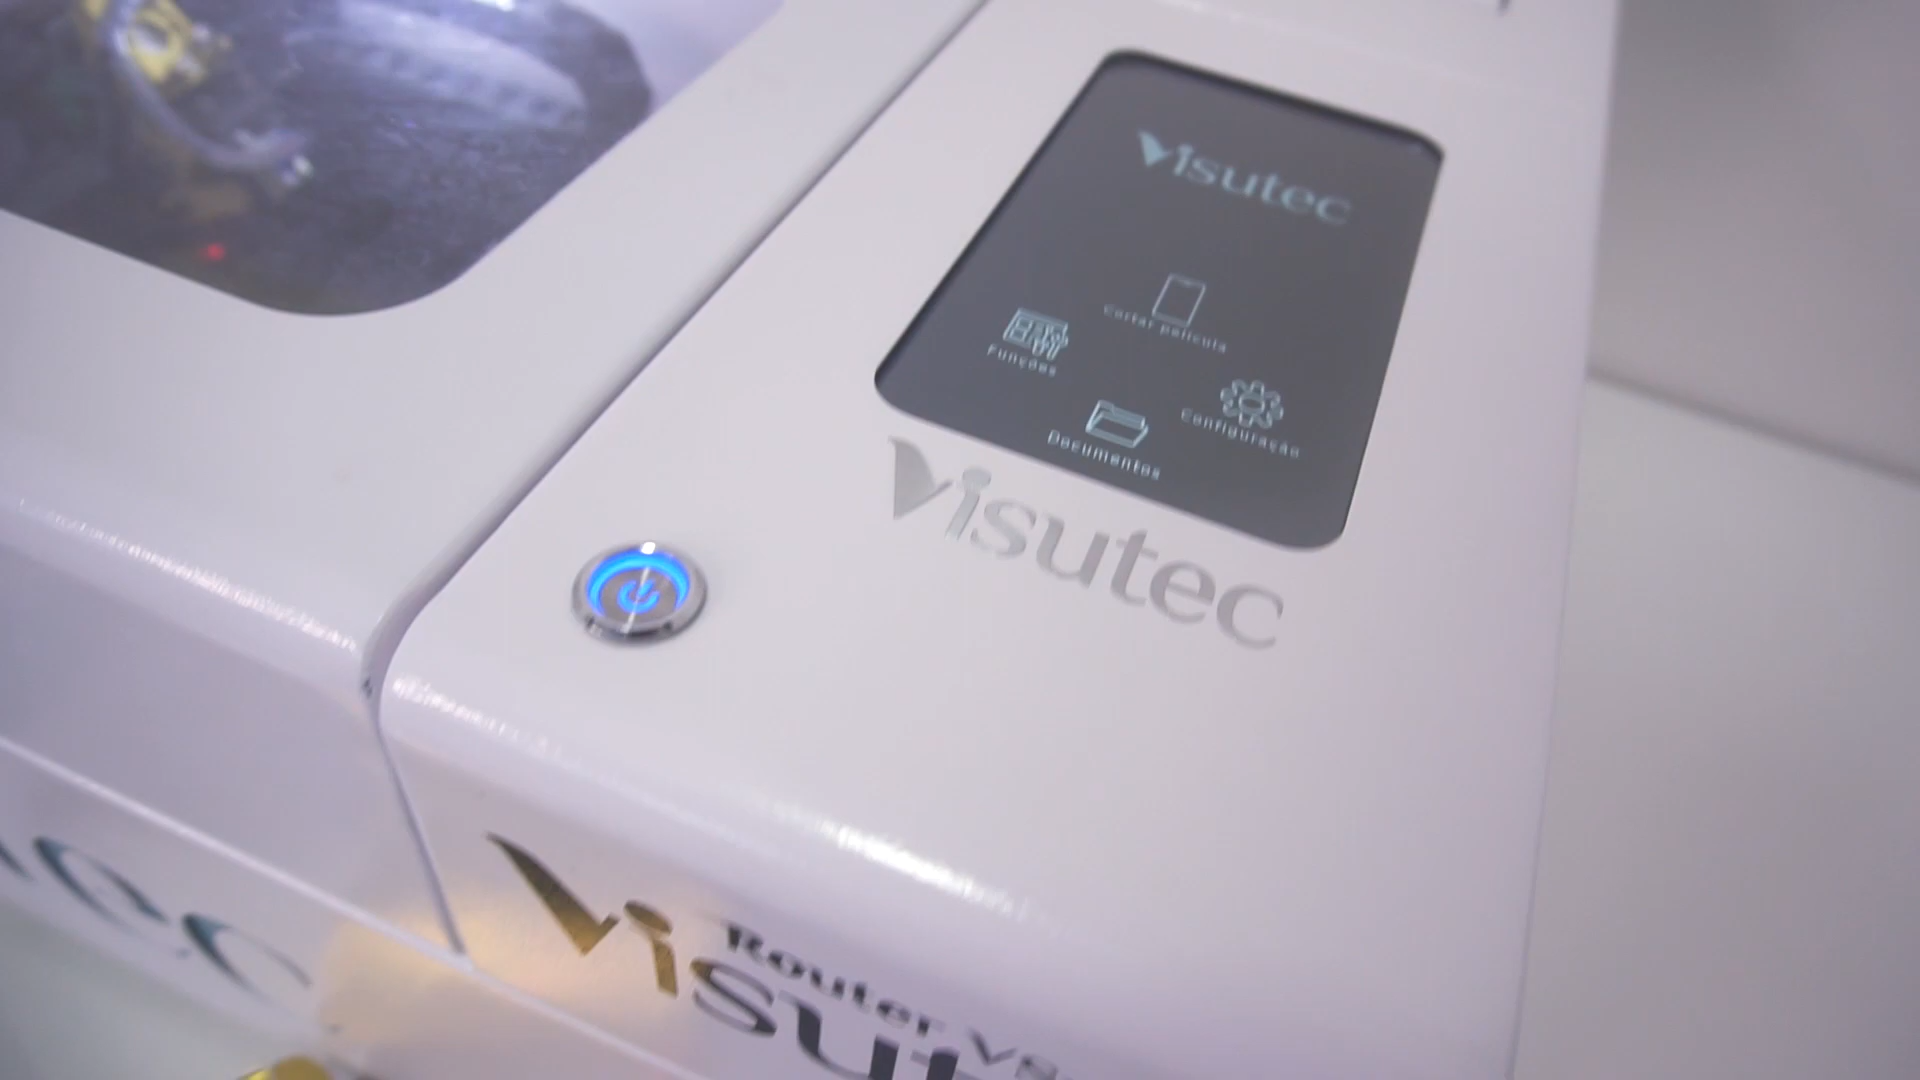 Visutec
Cortar película
Funções
Configuração
Documentos
Visutec
Router